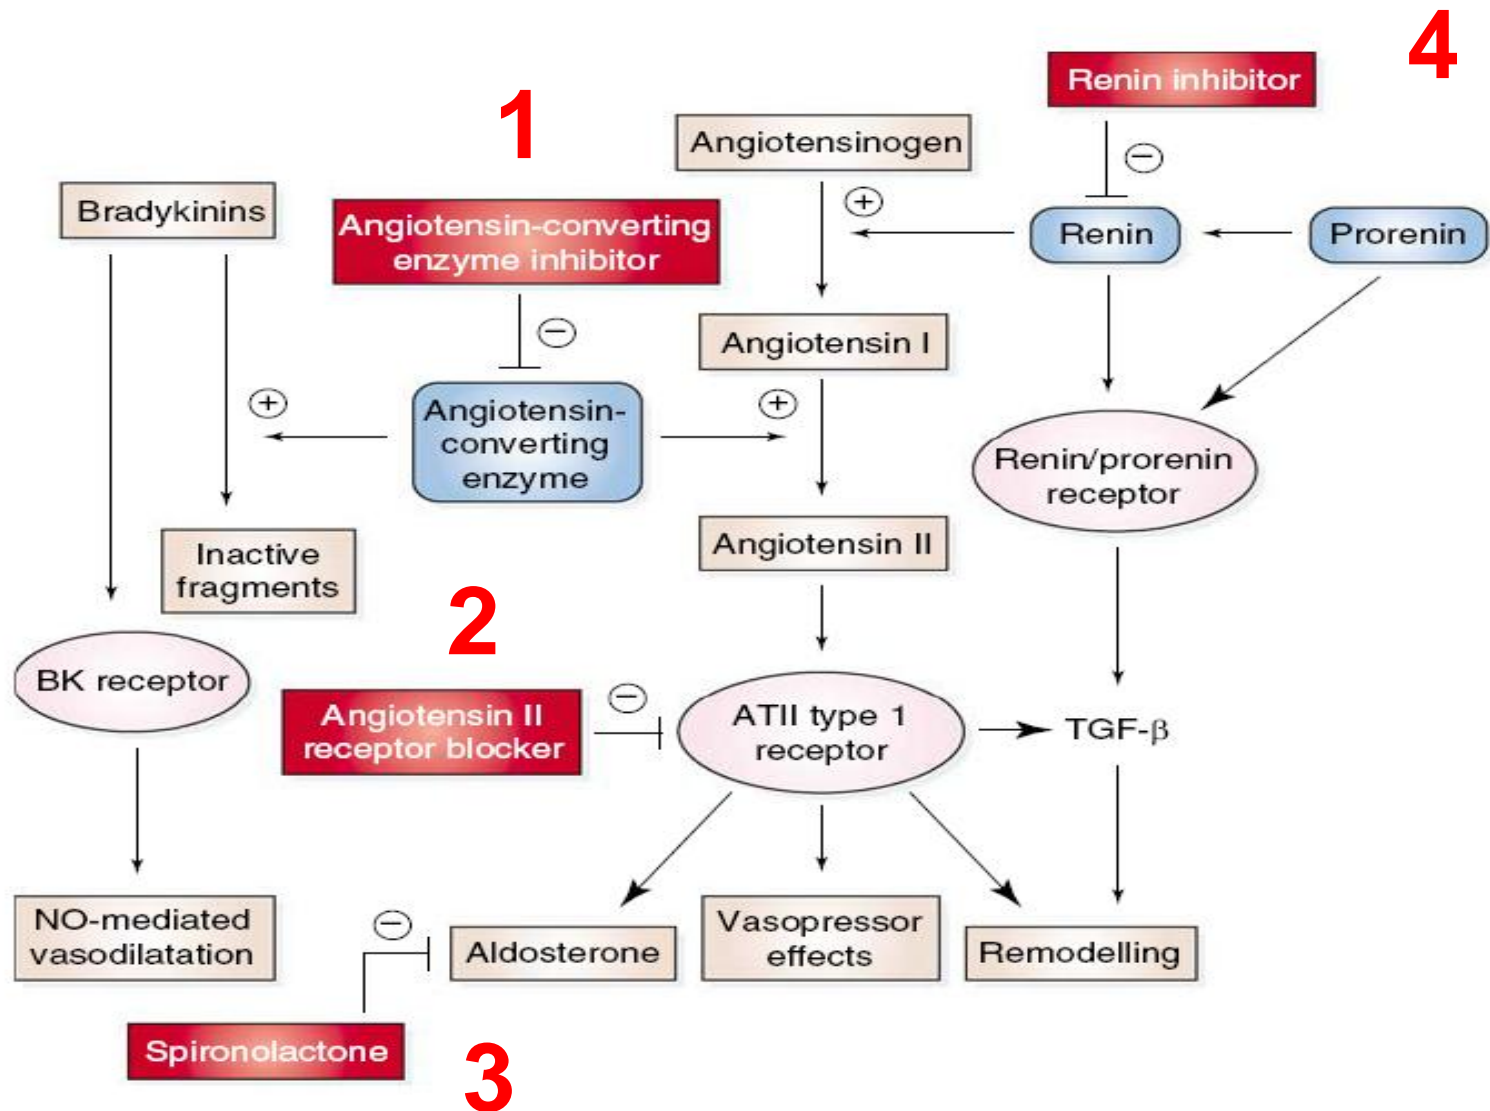 4
Renin inhibitor
1
Angiotensinogen
−
Bradykinins
Angiotensin-converting
enzyme inhibitor
+
Renin
Prorenin
−
Angiotensin I
+
Angiotensin-
converting
enzyme
+
Renin/prorenin
receptor
Inactive
fragments
Angiotensin II
2
BK receptor
Angiotensin II
receptor blocker
−
ATII type 1
receptor
TGF-β
NO-mediated
vasodilatation
−
Aldosterone
Vasopressor
effects
Remodelling
Spironolactone
3